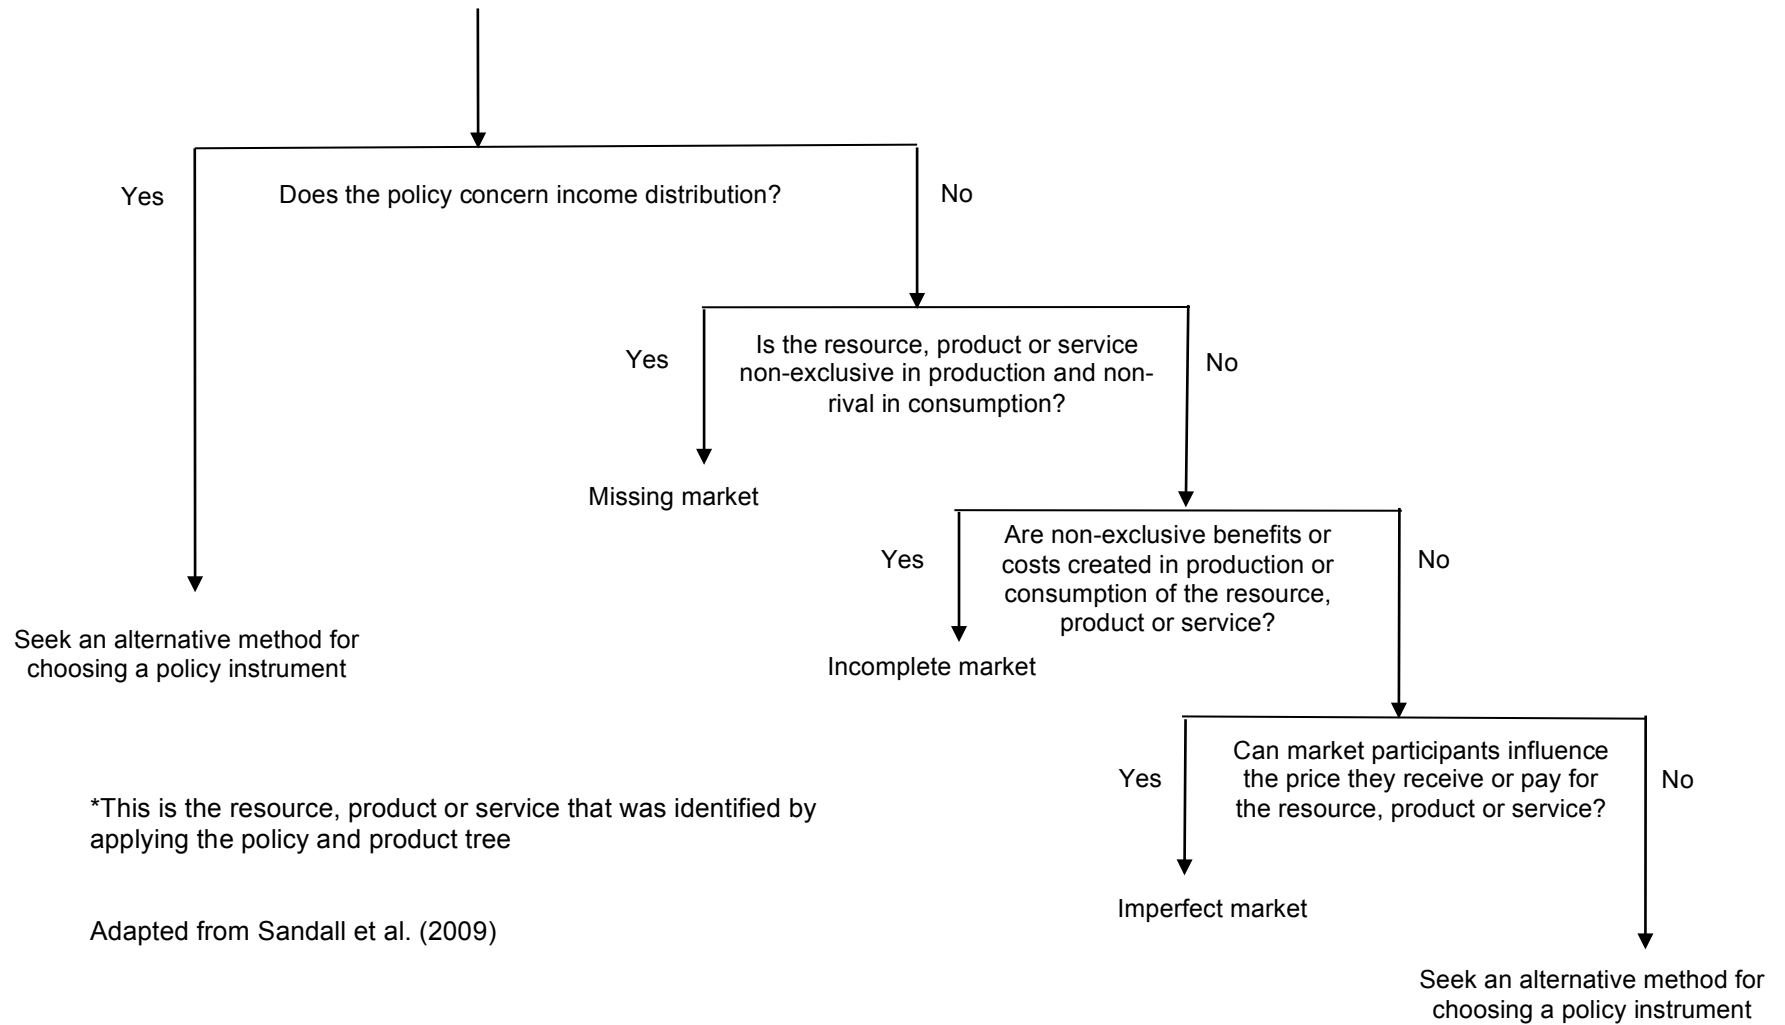 Yes
Does the policy concern income distribution?
No
Yes
Is the resource, product or service
non-exclusive in production and non-
rival in consumption?
No
Missing market
Yes
Are non-exclusive benefits or
costs created in production or
consumption of the resource,
product or service?
No
Seek an alternative method for
choosing a policy instrument
Incomplete market
Yes
Can market participants influence
the price they receive or pay for
the resource, product or service?
No
*This is the resource, product or service that was identified by
applying the policy and product tree
Imperfect market
Adapted from Sandall et al. (2009)
Seek an alternative method for
choosing a policy instrument